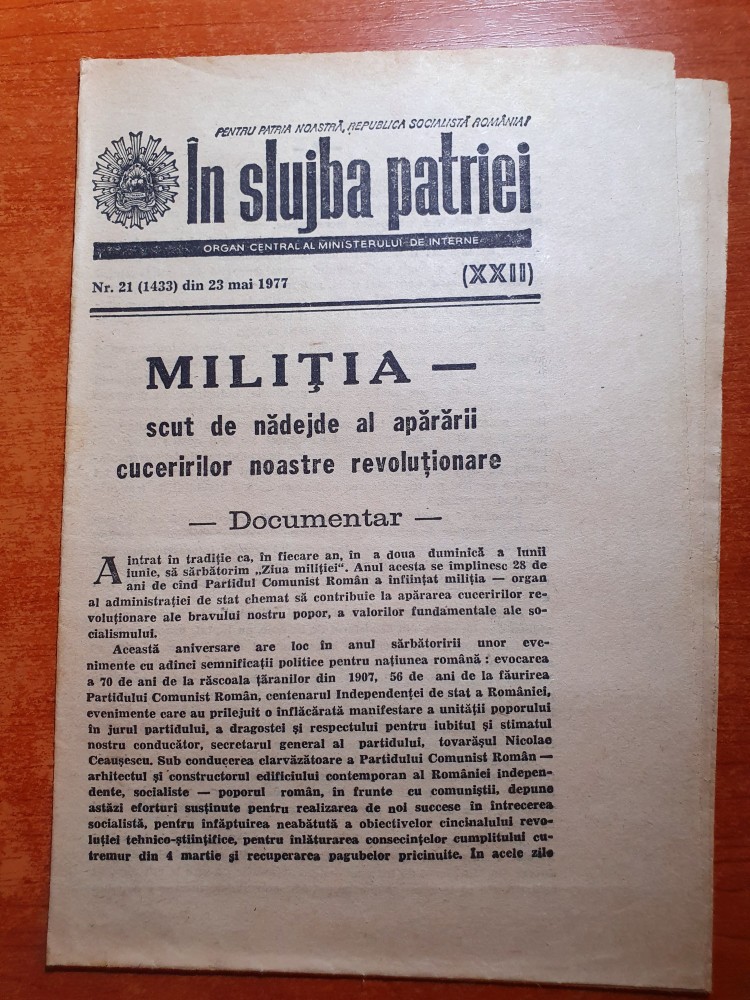 PENTRU PATRIA NOASTRĂ, REPUBLICA SOCIALISTĂ ROMÂNIA!
În slujba patriei
ORGAN CENTRAL AL MINISTERULUI DE INTERNE
Nr. 21 (1433) din 23 mai 1977
(XXII)
MILIŢIA —
scut de nădejde al apărării
cuceririlor noastre revoluţionare
— Documentar —
A intrat în tradiţie ca, în fiecare an, în a doua duminică a lunii
iunie, să sărbătorim „Ziua miliţiei“. Anul acesta se împlinesc 28 de
ani de cînd Partidul Comunist Român a înfiinţat miliţia — organ
al administraţiei de stat chemat să contribuie la apărarea cuceririlor re-
voluţionare ale bravului nostru popor, a valorilor fundamentale ale so-
cialismului.
Această aniversare are loc în anul sărbătoririi unor eve-
nimente cu adînci semnificaţii politice pentru naţiunea română : evocarea
a 70 de ani de la răscoala ţăranilor din 1907, 56 de ani de la făurirea
Partidului Comunist Român, centenarul Independenţei de stat a României,
evenimente care au prilejuit o înflăcărată manifestare a unităţii poporului
în jurul partidului, a dragostei şi respectului pentru iubitul şi stimatul
nostru conducător, secretarul general al partidului, tovarăşul Nicolae
Ceauşescu. Sub conducerea clarvăzătoare a Partidului Comunist Român —
arhitectul şi constructorul edificiului contemporan al României indepen-
dente, socialiste — poporul român, în frunte cu comuniştii, depune
astăzi eforturi susţinute pentru realizarea de noi succese în întrecerea
socialistă, pentru înfăptuirea neabătută a obiectivelor cincinalului revo-
luţiei tehnico-ştiinţifice, pentru înlăturarea consecinţelor cumplitului cu-
tremur din 4 martie şi recuperarea pagubelor pricinuite. În acele zile